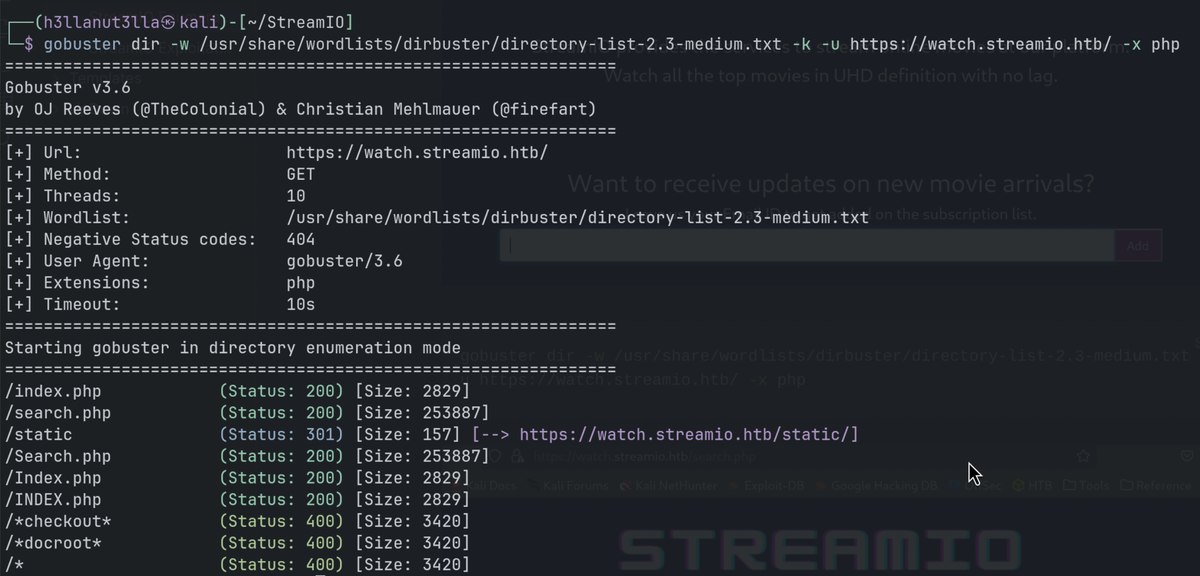 ┌──(h3llanut3lla㉿kali)-[~/StreamIO]
└─$ gobuster dir -w /usr/share/wordlists/dirbuster/directory-list-2.3-medium.txt -k -u https://watch.streamio.htb/ -x php
===============================================================
Watch all the top movies in UHD definition with no lag.
Gobuster v3.6
by OJ Reeves (@TheColonial) & Christian Mehlmauer (@firefart)
===============================================================
[+] Url: https://watch.streamio.htb/
[+] Method: GET
[+] Threads: 10
[+] Wordlist: /usr/share/wordlists/dirbuster/directory-list-2.3-medium.txt
[+] Negative Status codes: 404
[+] User Agent: gobuster/3.6
[+] Extensions: php
[+] Timeout: 10s
Want to receive updates on new movie arrivals?
on the subscription list.
Add
===============================================================
Starting gobuster in directory enumeration mode
===============================================================
gobuster dir -w /usr/share/wordlists/dirbuster/directory-list-2.3-medium.txt
https://watch.streamio.htb/ -x php
/index.php (Status: 200) [Size: 2829]
/search.php (Status: 200) [Size: 253887]
/static (Status: 301) [Size: 157] [--> https://watch.streamio.htb/static/]
/Search.php (Status: 200) [Size: 253887]
/Index.php (Status: 200) [Size: 2829]
/INDEX.php (Status: 200) [Size: 2829]
/*checkout* (Status: 400) [Size: 3420]
/*docroot* (Status: 400) [Size: 3420]
/* (Status: 400) [Size: 3420]
https://watch.streamio.htb/search.php
Kali Docs Kali Forums Kali NetHunter Exploit-DB Google Hacking DB HTB Tools Reference
STREAMIO